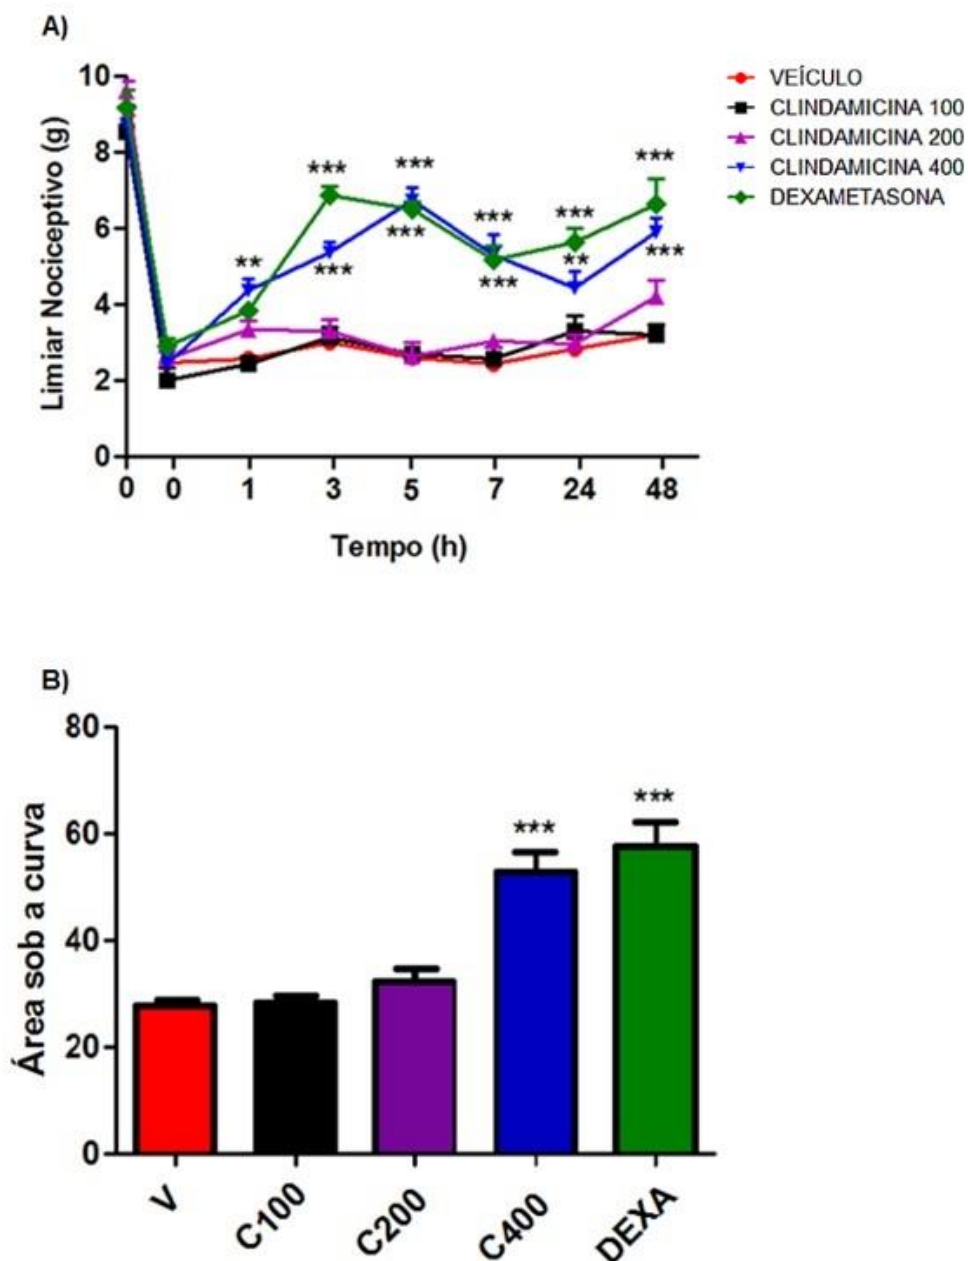 A)
Limiar Nociceptivo (g)
10
8
6
4
2
0
*** *** ***
*** *** ***
** *** **
*** *** ***
0 0 1 3 5 7 24 48
Tempo (h)
VEÍCULO
CLINDAMICINA 100
CLINDAMICINA 200
CLINDAMICINA 400
DEXAMETASONA
B)
Área sob a curva
80
60
40
20
0
*** ***
V C100 C200 C400 DEXA